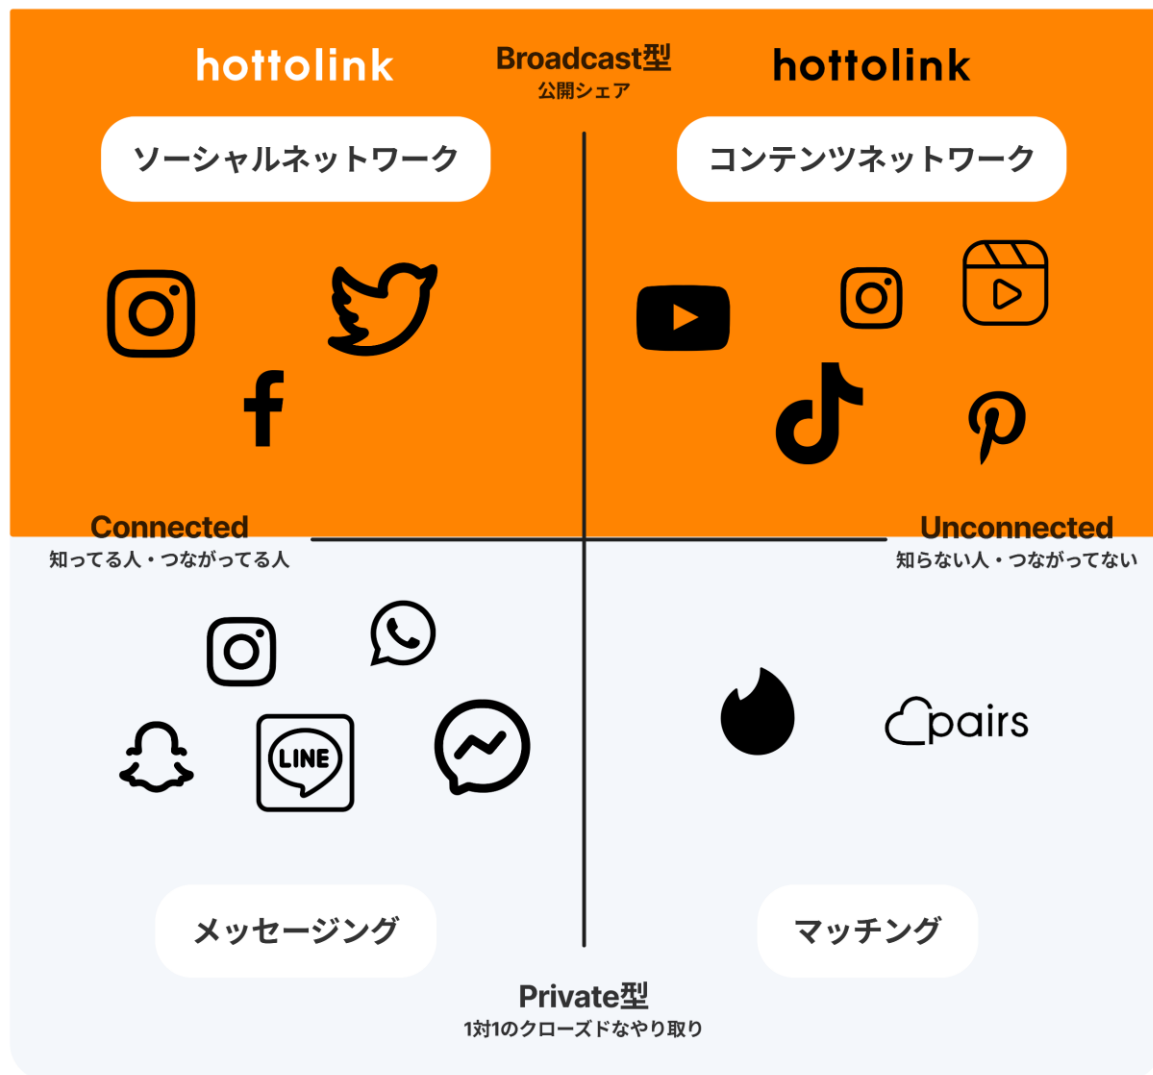 hottolink
Broadcast型
公開シェア
hottolink
ソーシャルネットワーク
コンテンツネットワーク
Connected
知ってる人・つながってる人
Unconnected
知らない人・つながってない
LINE
pairs
メッセージング
マッチング
Private型
1対1のクローズドなやり取り